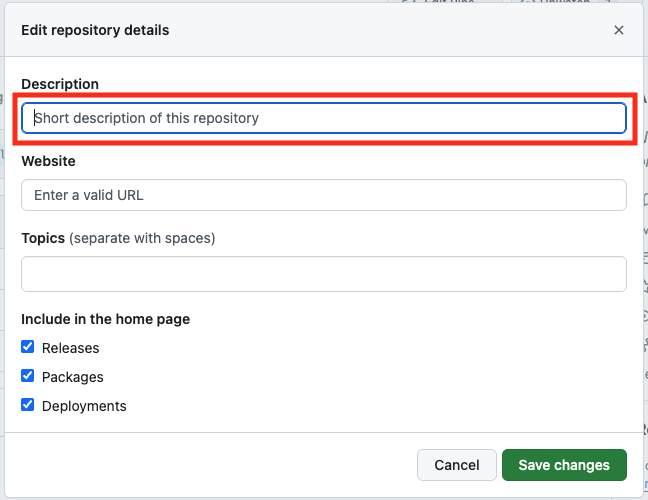 Edit repository details
Description
Short description of this repository
Website
Enter a valid URL
Topics (separate with spaces)
Include in the home page
Releases
Packages
Deployments
Cancel
Save changes